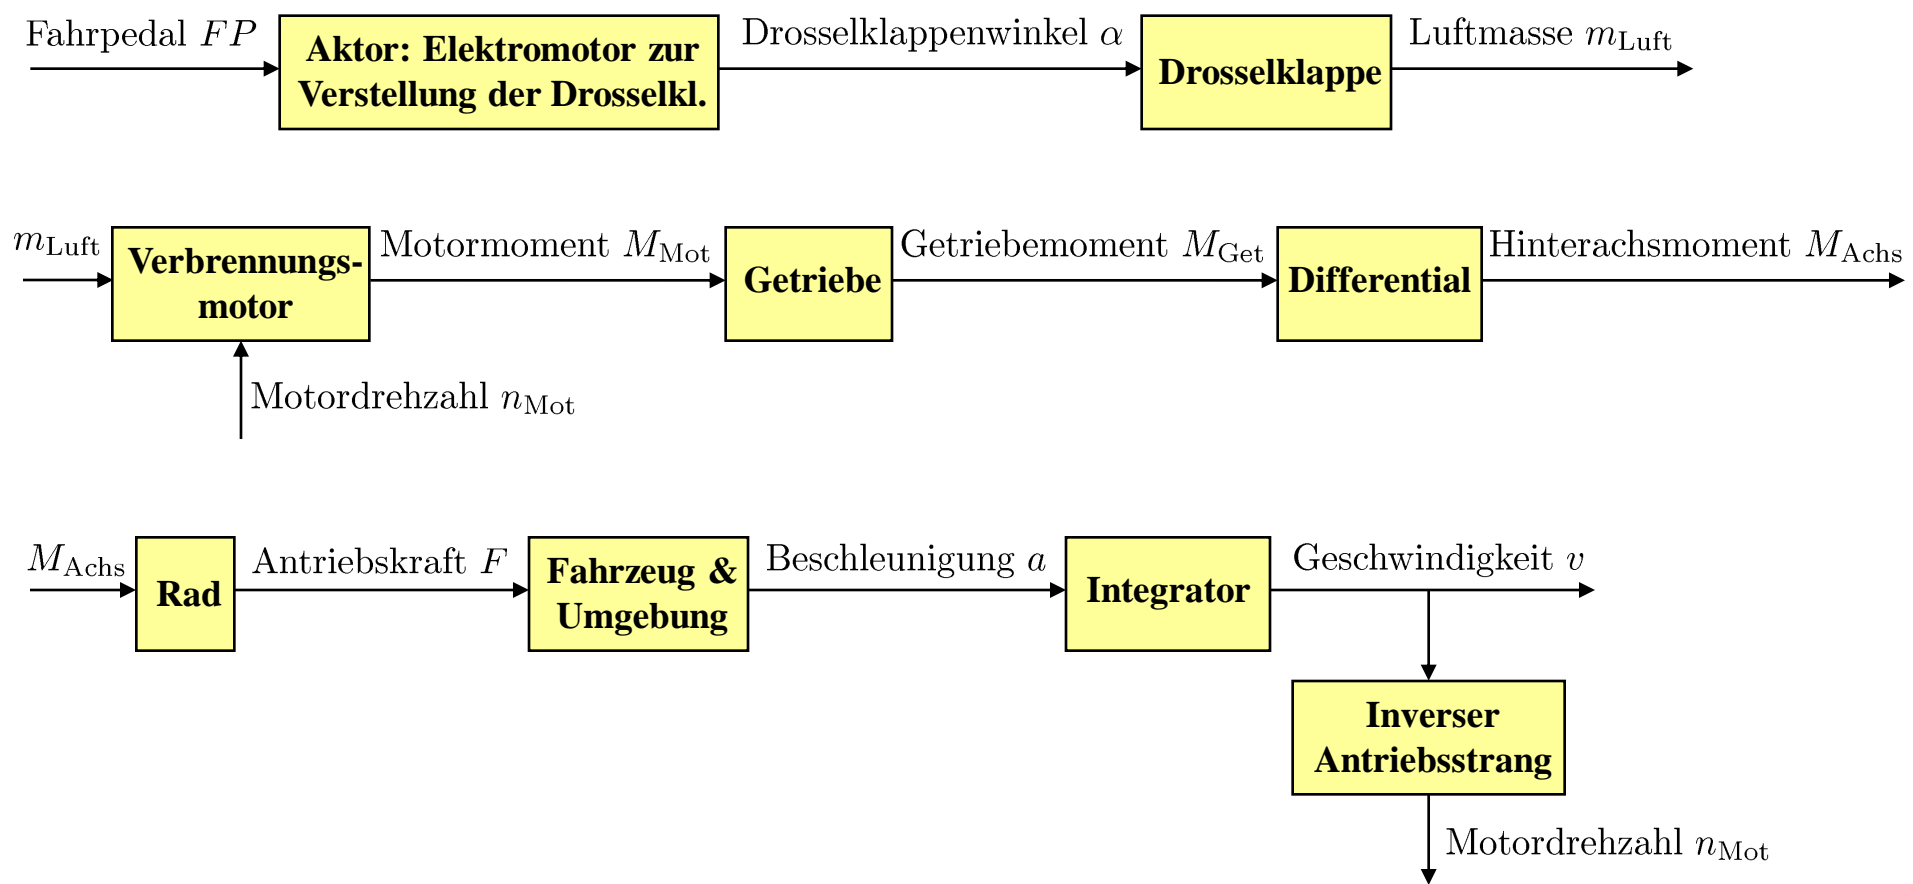 Fahrpedal FP
Aktor: Elektromotor zur
Verstellung der Drosselkl.
Drosselklappenwinkel α
Drosselklappe
Luftmasse m_Luft
m_Luft
Verbrennungs-
motor
Motormoment M_Mot
Getriebe
Getriebemoment M_Get
Differential
Hinterachsmoment M_Achs
Motordrehzahl n_Mot
M_Achs
Rad
Antriebskraft F
Fahrzeug &
Umgebung
Beschleunigung a
Integrator
Geschwindigkeit v
Inverser
Antriebsstrang
Motordrehzahl n_Mot